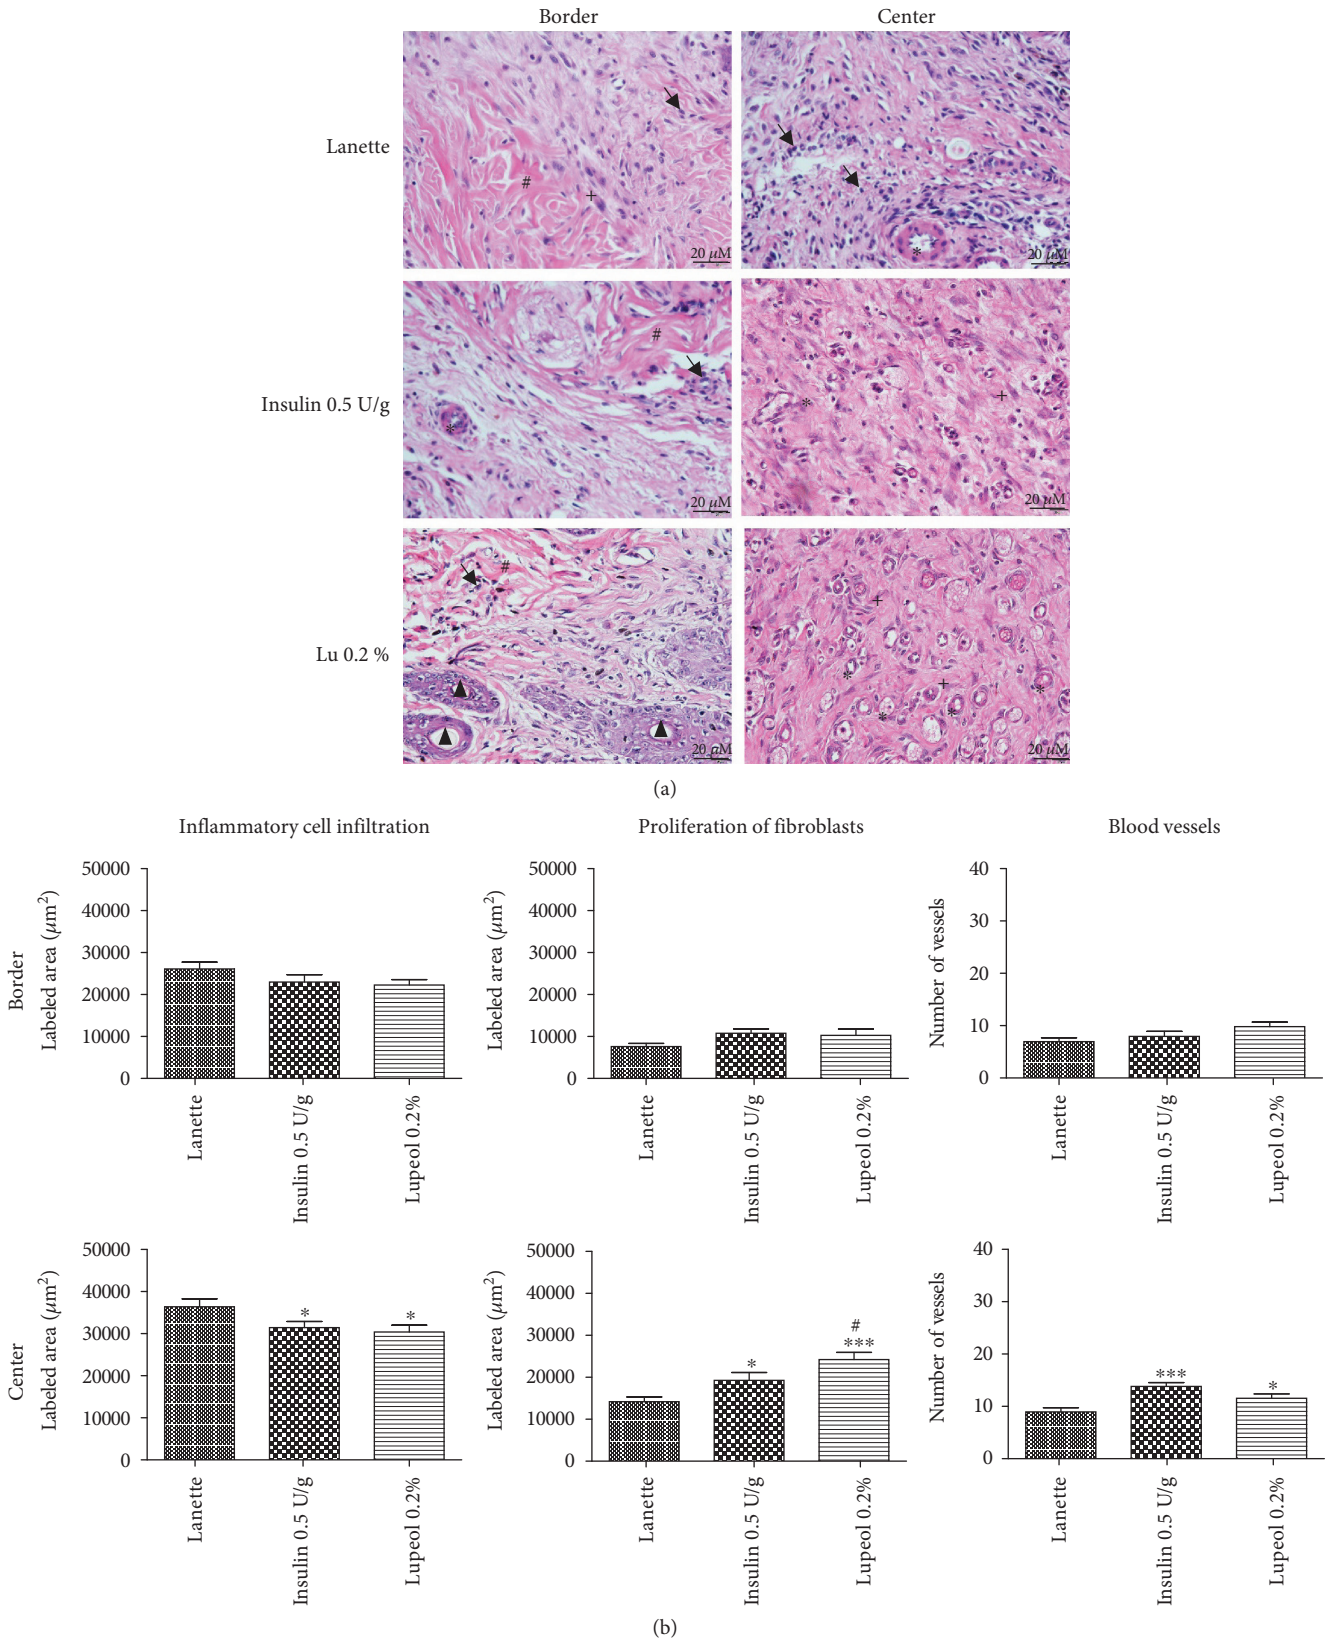 Border Center
Lanette
#
+
20 µM
*
20 µM
Insulin 0.5 U/g
#
*
20 µM
*
+
20 µM
Lu 0.2 %
#
20 µM
+
+
*
*
*
*
20 µM
(a)
Inflammatory cell infiltration Proliferation of fibroblasts Blood vessels
Border
Labeled area (µm²)
50000
40000
30000
20000
10000
0
Lanette
Insulin 0.5 U/g
Lupeol 0.2%
Labeled area (µm²)
50000
40000
30000
20000
10000
0
Lanette
Insulin 0.5 U/g
Lupeol 0.2%
Number of vessels
40
30
20
10
0
Lanette
Insulin 0.5 U/g
Lupeol 0.2%
Center
Labeled area (µm²)
50000
40000
30000
20000
10000
0
*
*
Lanette
Insulin 0.5 U/g
Lupeol 0.2%
Labeled area (µm²)
50000
40000
30000
20000
10000
0
*
#
***
Lanette
Insulin 0.5 U/g
Lupeol 0.2%
Number of vessels
40
30
20
10
0
***
*
Lanette
Insulin 0.5 U/g
Lupeol 0.2%
(b)